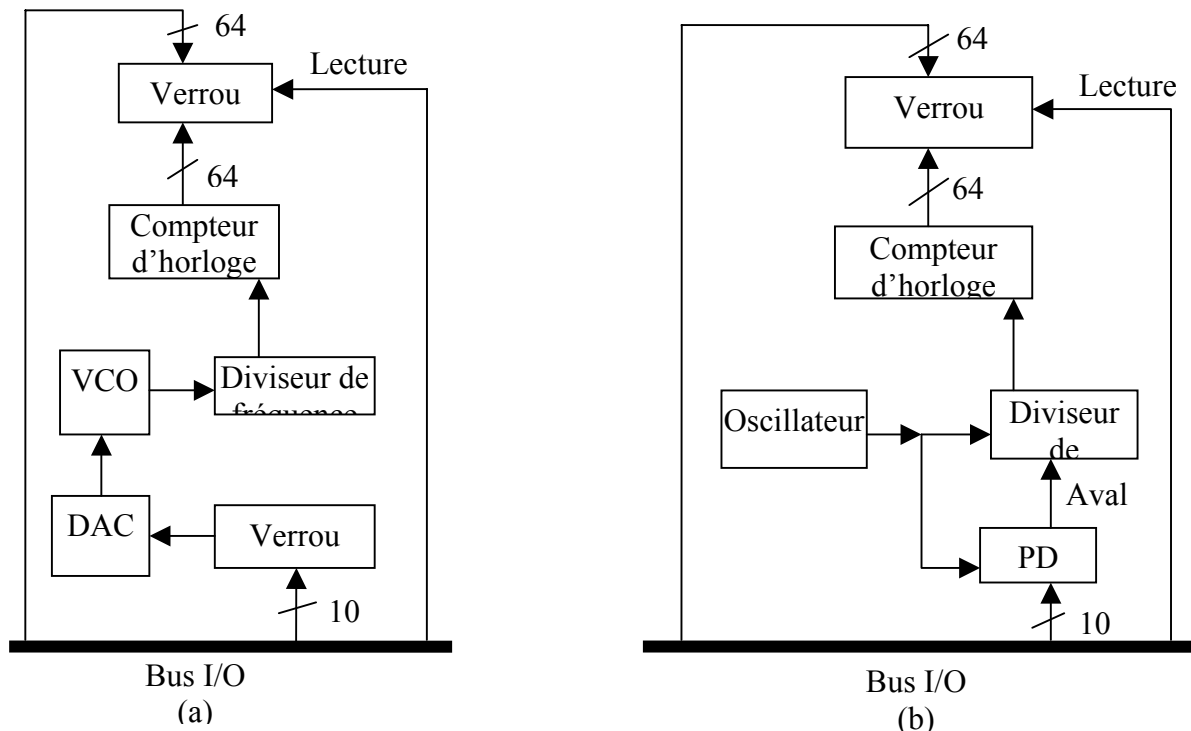 64
Verrou
Lecture
64
Compteur
d’horloge
VCO
Diviseur de
fréquence
DAC
Verrou
10
Bus I/O
(a)
64
Verrou
Lecture
64
Compteur
d’horloge
Oscillateur
Diviseur
de
Aval
PD
10
Bus I/O
(b)